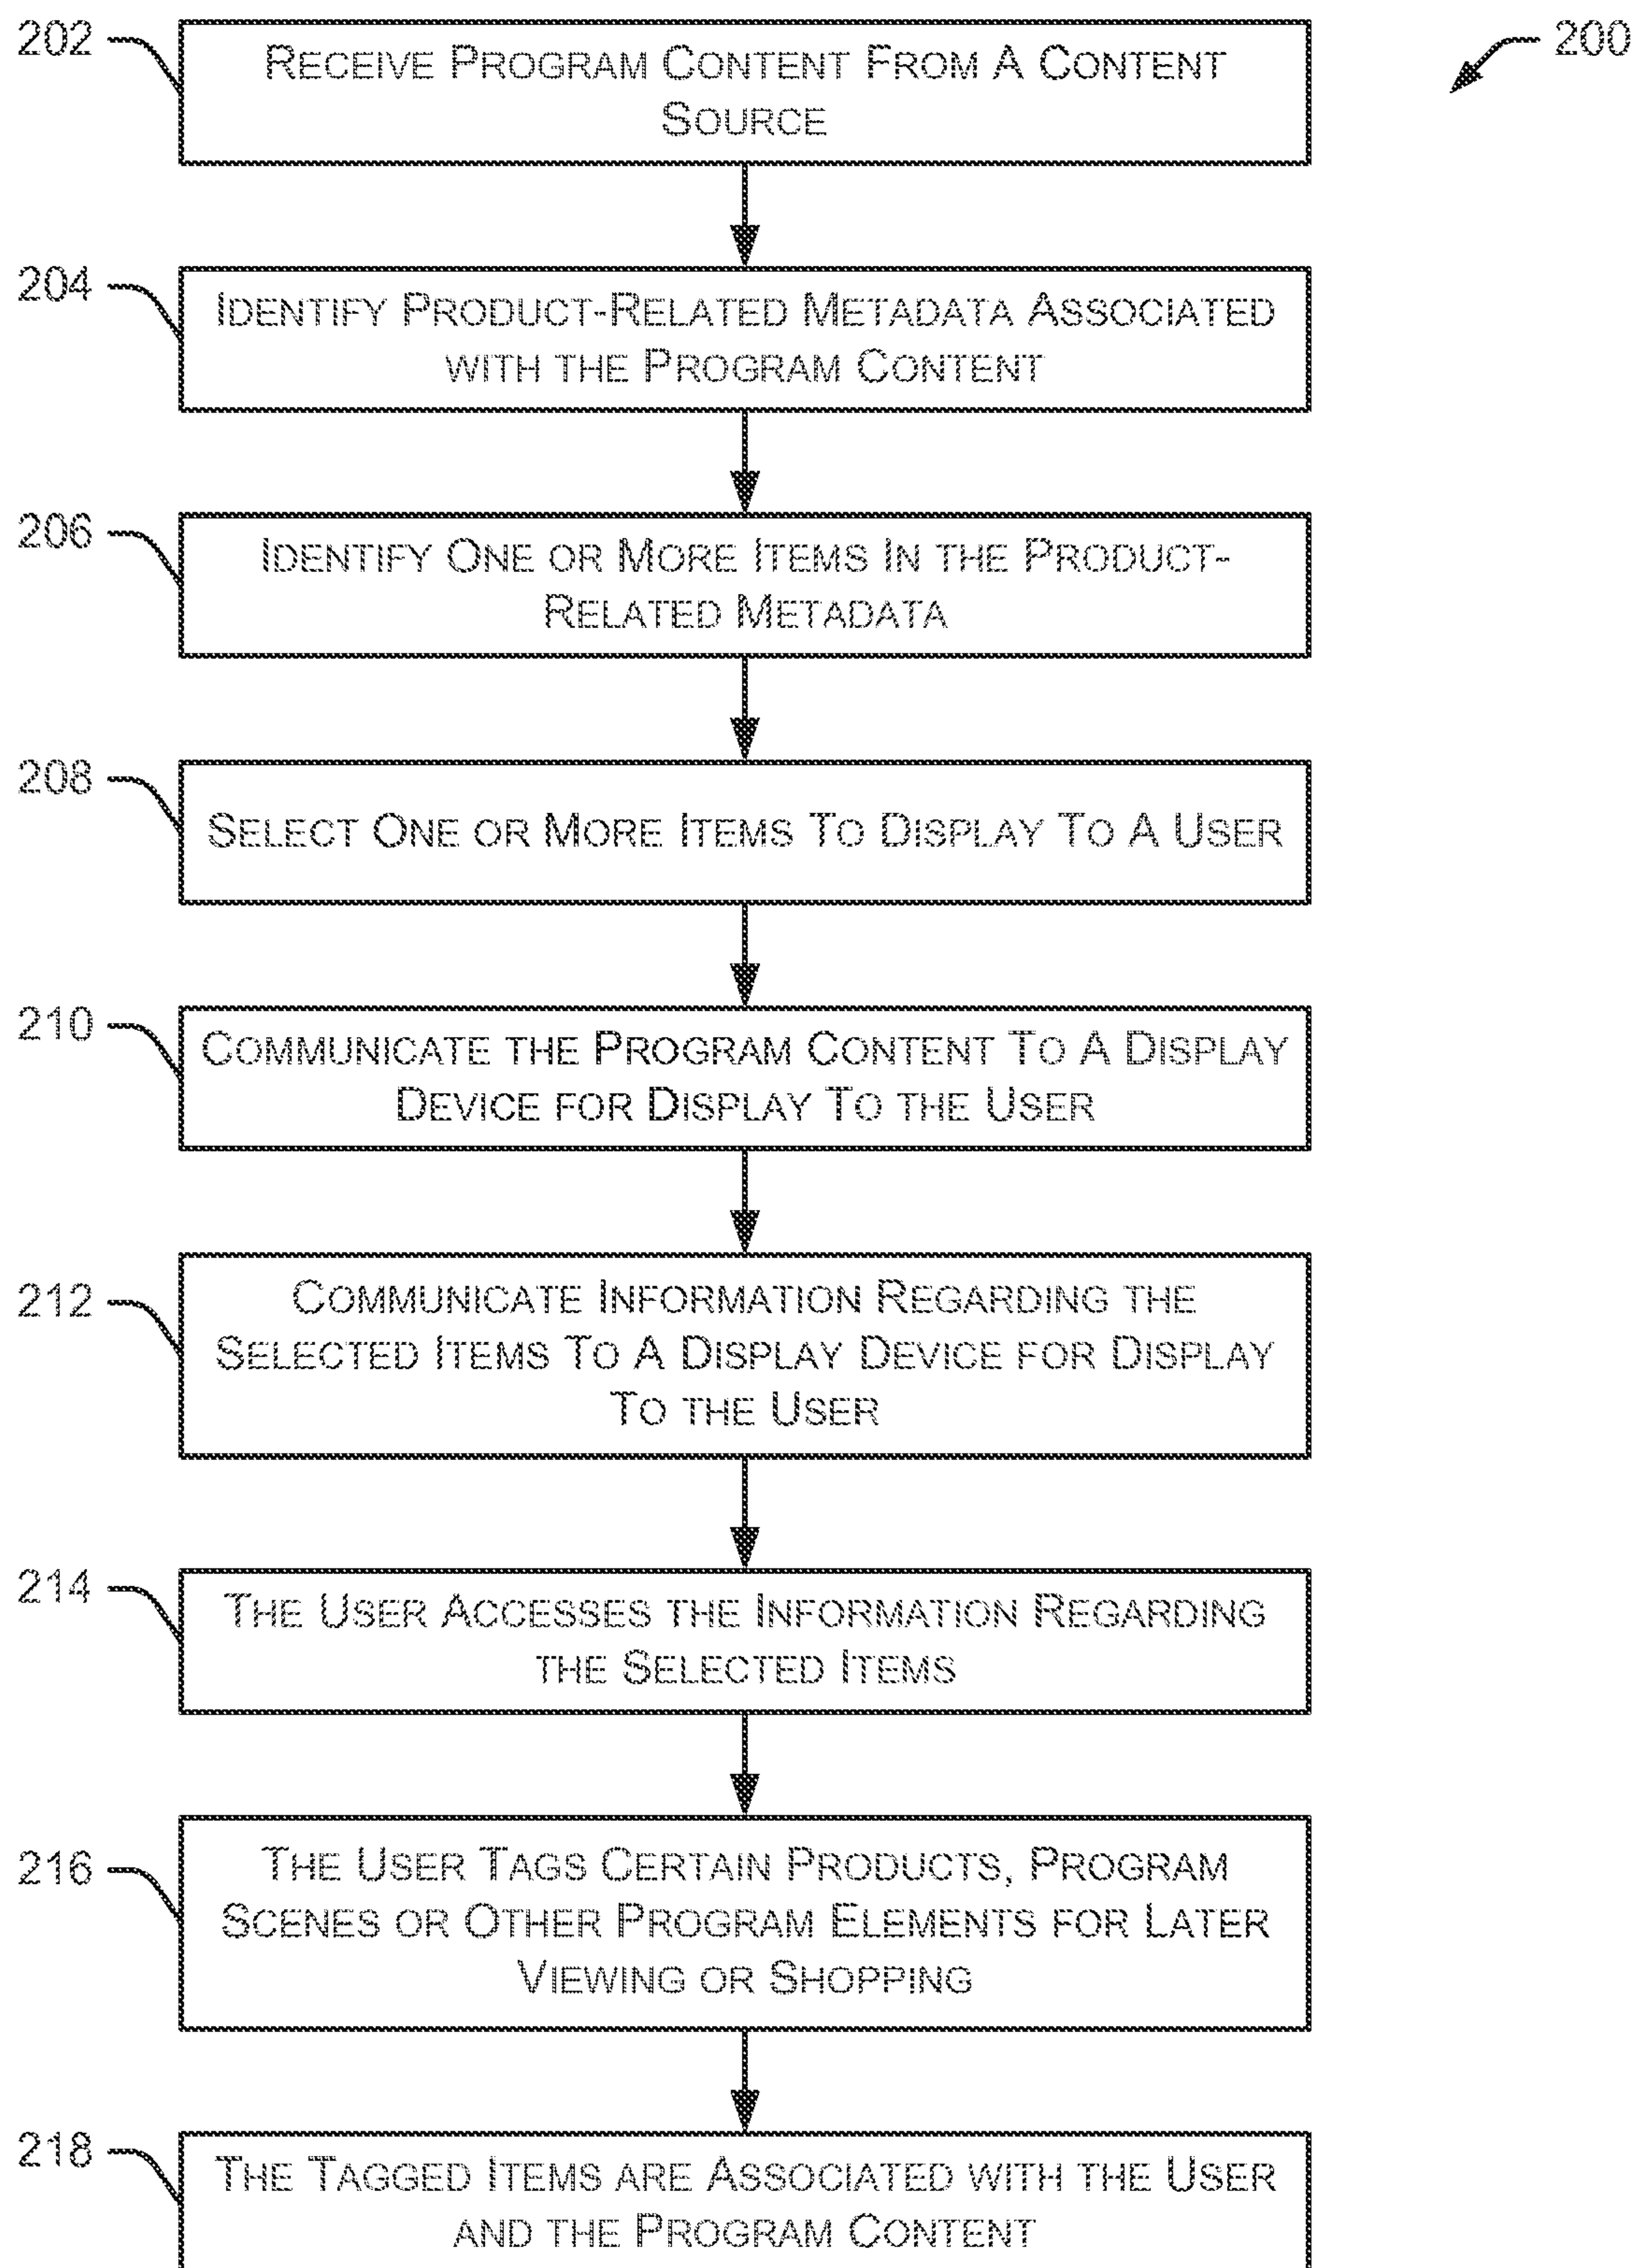 202
RECEIVE PROGRAM CONTENT FROM A CONTENT
SOURCE
200
204
IDENTIFY PRODUCT-RELATED METADATA ASSOCIATED
WITH THE PROGRAM CONTENT
206
IDENTIFY ONE OR MORE ITEMS IN THE PRODUCT-
RELATED METADATA
208
SELECT ONE OR MORE ITEMS TO DISPLAY TO A USER
210
COMMUNICATE THE PROGRAM CONTENT TO A DISPLAY
DEVICE FOR DISPLAY TO THE USER
212
COMMUNICATE INFORMATION REGARDING THE
SELECTED ITEMS TO A DISPLAY DEVICE FOR DISPLAY
TO THE USER
214
THE USER ACCESSES THE INFORMATION REGARDING
THE SELECTED ITEMS
216
THE USER TAGS CERTAIN PRODUCTS, PROGRAM
SCENES OR OTHER PROGRAM ELEMENTS FOR LATER
VIEWING OR SHOPPING
218
THE TAGGED ITEMS ARE ASSOCIATED WITH THE USER
AND THE PROGRAM CONTENT